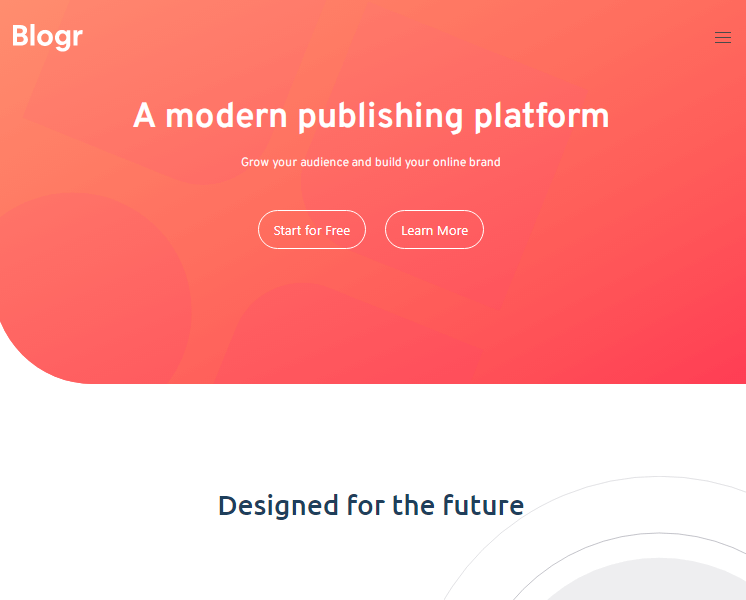 Blogr
A modern publishing platform
Grow your audience and build your online brand
Start for Free
Learn More
Designed for the future